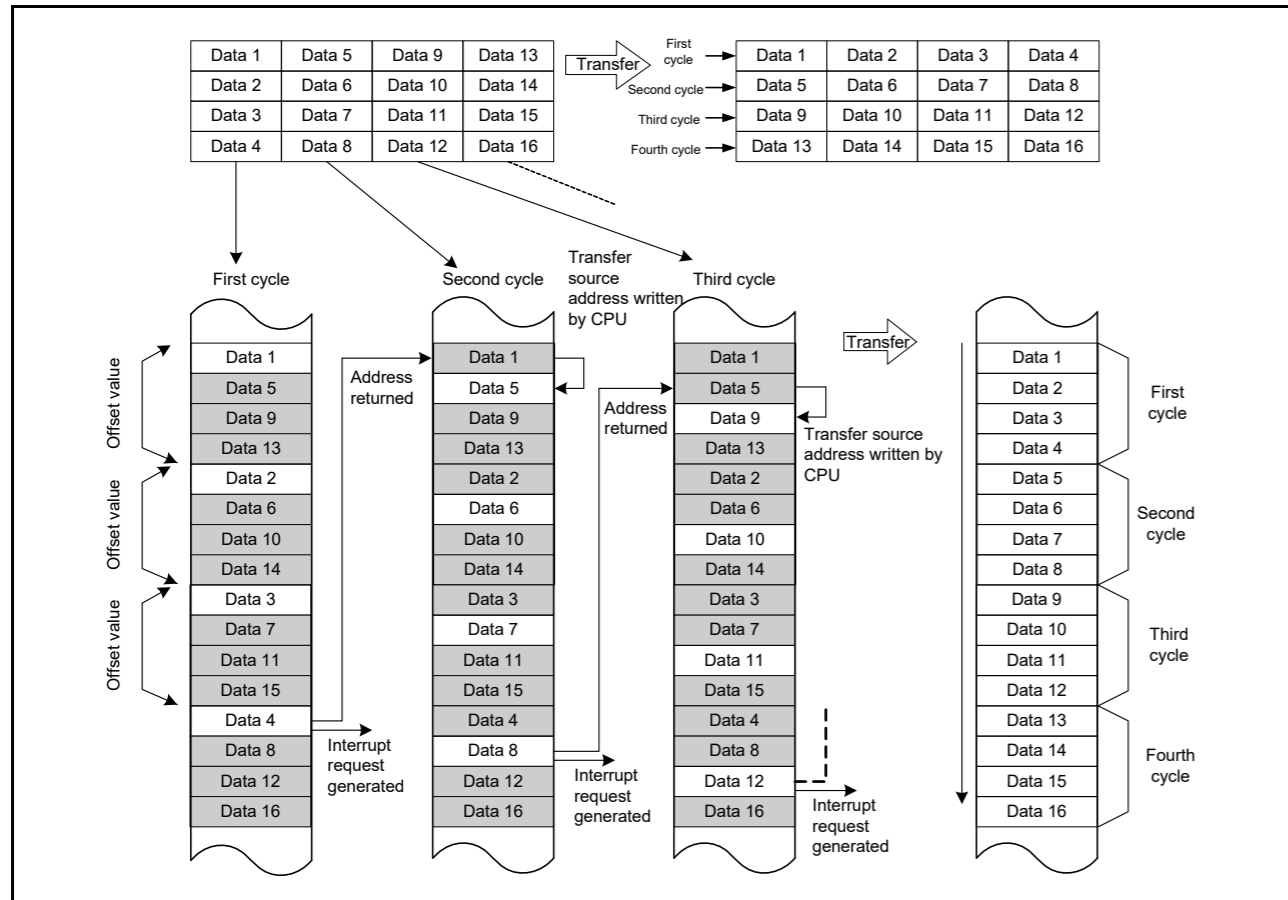 Data 1 Data 5 Data 9 Data 13
Data 2 Data 6 Data 10 Data 14
Data 3 Data 7 Data 11 Data 15
Data 4 Data 8 Data 12 Data 16
Transfer
First
cycle
Data 1 Data 2 Data 3 Data 4
Second cycle
Data 5 Data 6 Data 7 Data 8
Third cycle
Data 9 Data 10 Data 11 Data 12
Fourth cycle
Data 13 Data 14 Data 15 Data 16
First cycle
Offset value
Offset value
Offset value
Data 1
Data 5
Data 9
Data 13
Data 2
Data 6
Data 10
Data 14
Data 3
Data 7
Data 11
Data 15
Data 4
Data 8
Data 12
Data 16
Address
returned
Interrupt
request
generated
Second cycle
Transfer
source
address written
by CPU
Data 1
Data 5
Data 9
Data 13
Data 2
Data 6
Data 10
Data 14
Data 3
Data 7
Data 11
Data 15
Data 4
Data 8
Data 12
Data 16
Address
returned
Interrupt
request
generated
Third cycle
Data 1
Data 5
Data 9
Data 13
Data 2
Data 6
Data 10
Data 14
Data 3
Data 7
Data 11
Data 15
Data 4
Data 8
Data 12
Data 16
Transfer source
address written by
CPU
Interrupt
request
generated
Transfer
Data 1
Data 2
Data 3
Data 4
Data 5
Data 6
Data 7
Data 8
Data 9
Data 10
Data 11
Data 12
Data 13
Data 14
Data 15
Data 16
First
cycle
Second
cycle
Third
cycle
Fourth
cycle